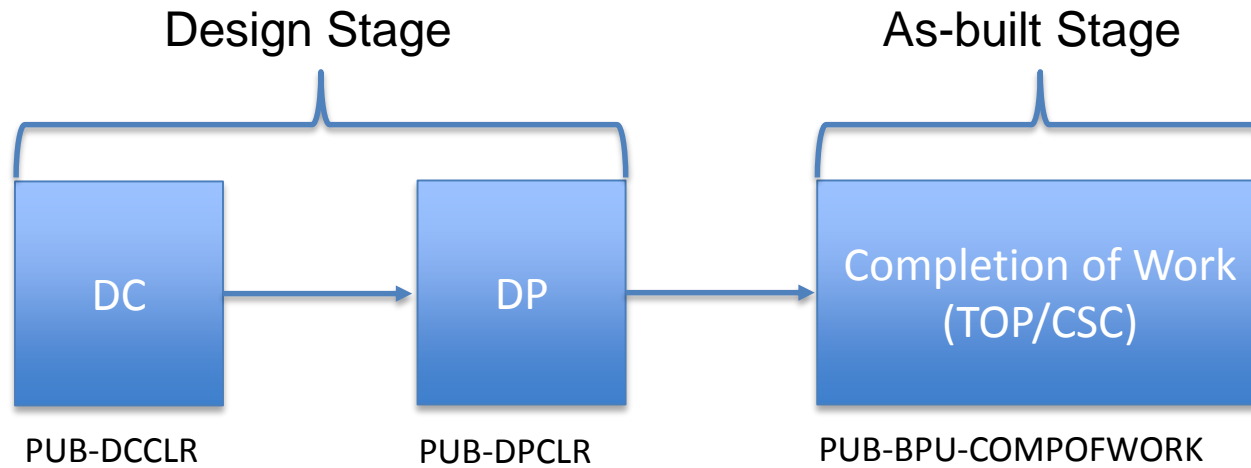 Design Stage
As-built Stage
DC
DP
Completion of Work
(TOP/CSC)
PUB-DCCLR
PUB-DPCLR
PUB-BPU-COMPOFWORK